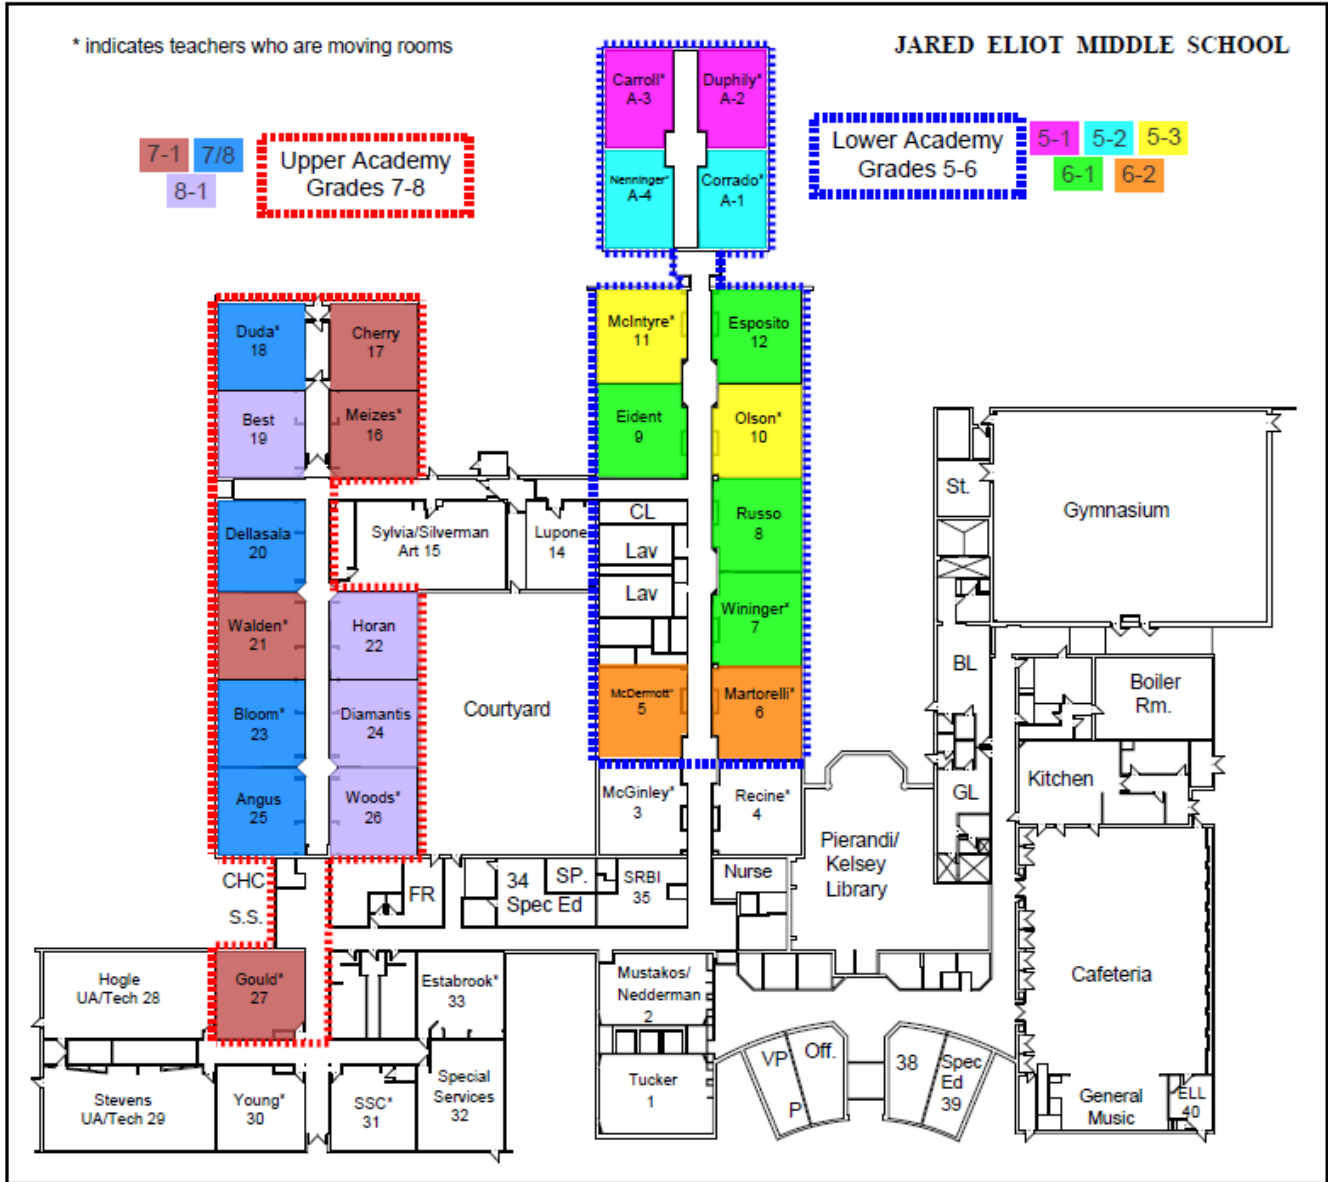 * indicates teachers who are moving rooms
JARED ELIOT MIDDLE SCHOOL
7-1
7/8
8-1
Upper Academy
Grades 7-8
Lower Academy
Grades 5-6
5-1
5-2
5-3
6-1
6-2
Carroll*
A-3
Duphily*
A-2
Nenninger*
A-4
Corrado*
A-1
Duda*
18
Cherry
17
Best
19
Meizes*
16
McIntyre*
11
Esposito
12
Eident
9
Olson*
10
Dellasala
20
Sylvia/Silverman
Art 15
Lupone
14
CL
Lav
Lav
Russo
8
Walden*
21
Horan
22
Wininger*
7
Bloom*
23
Diamantis
24
Courtyard
McDermott*
5
Martorelli*
6
Angus
25
Woods*
26
McGinley*
3
Recine*
4
St.
Gymnasium
BL
Boiler
Rm.
GL
Kitchen
Pierandi/
Kelsey
Library
CHC
S.S.
FR
34
Spec Ed
SP.
SRBI
35
Nurse
Cafeteria
Hogle
UA/Tech 28
Gould*
27
Estabrook*
33
Mustakos/
Nedderman
2
Stevens
UA/Tech 29
Young*
30
SSC*
31
Special
Services
32
Tucker
1
VP
Off.
P
38
Spec
Ed
39
General
Music
ELL
40